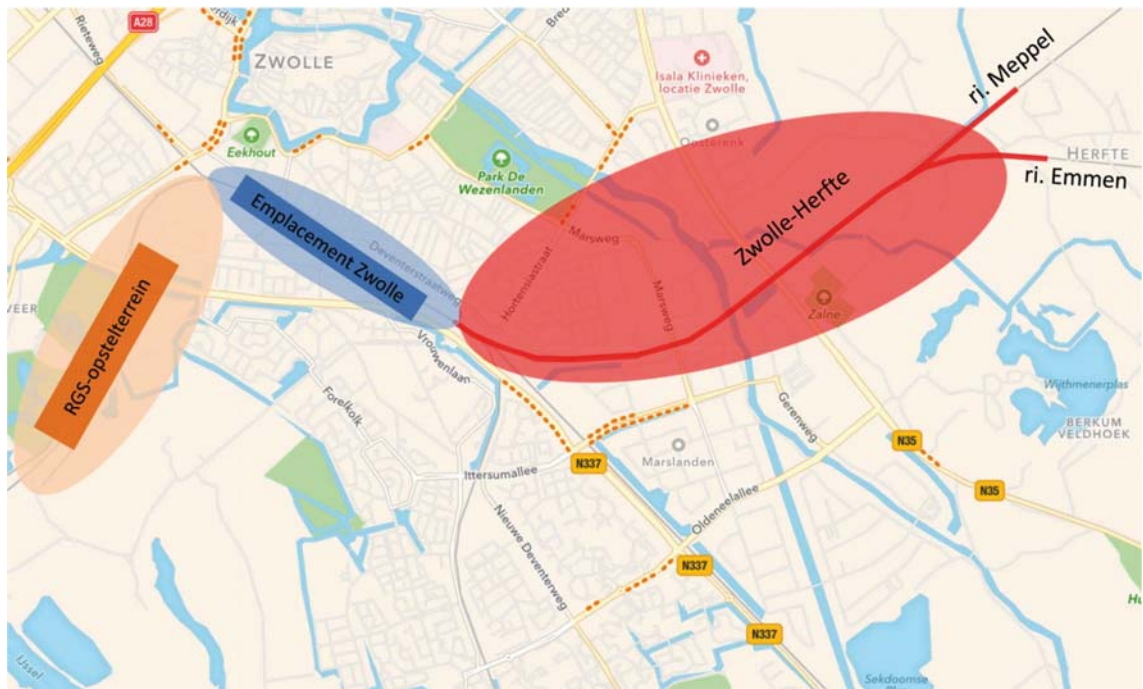 A28
Rieteweg
ZWOLLE
Isala Klinieken,
locatie Zwolle
ri. Meppel
Oosterenk
Eekhout
Park De
Wezenlanden
HERFTE
ri. Emmen
Emplacement Zwolle
Zwolle-Herfte
Marsweg
Deventerstraatweg
Hortensiastraat
Marsweg
Zalne
VEER
RGS-opstelterrein
Vrouwenlaan
Forelkolk
Wijthmenerplas
BERKUM
VELDHOEK
Gerenweg
N35
Marslanden
N337
Ittersumallee
N35
Oldeneelallee
Nieuwe Deventerweg
N337
N337
IJssel
Sekdoornse